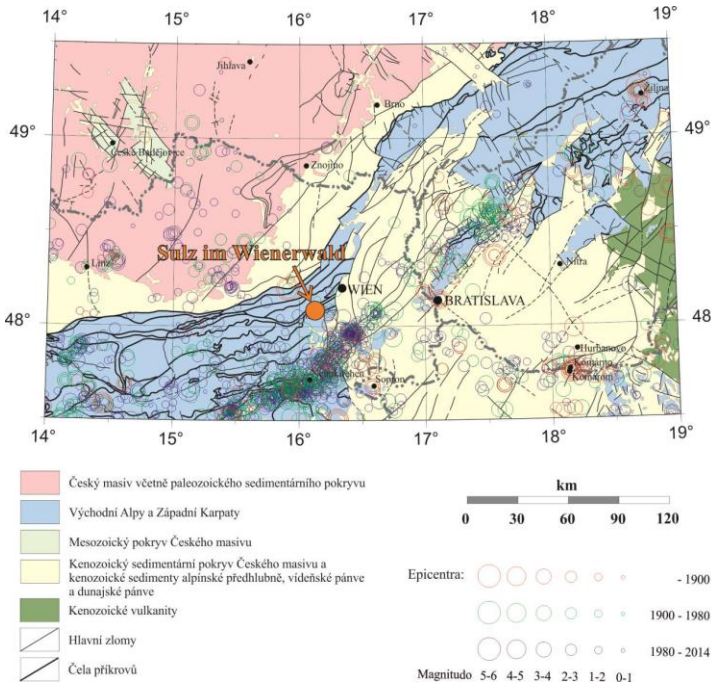 14° 15° 16° 17° 18° 19°
Jihlava
Žilina
Brno
49° 49°
České Budějovice
Znojmo
Sulz im Wienerwald
Linz
Nitra
WIEN
BRATISLAVA
48° 48°
Hurbanovo
Komárno
Komárom
Sopron
14° 15° 16° 17° 18° 19°
Český masiv včetně paleozoického sedimentárního pokryvu
Východní Alpy a Západní Karpaty
Mesozoický pokryv Českého masivu
Kenozoický sedimentární pokryv Českého masivu a
kenozoické sedimenty alpínské předhlubně, vídeňské pánve
a dunajské pánve
Kenozoické vulkanity
Hlavní zlomy
Čela příkrovů
km
0 30 60 90 120
Epicentra:
- 1900
1900 - 1980
1980 - 2014
Magnitudo 5-6 4-5 3-4 2-3 1-2 0-1